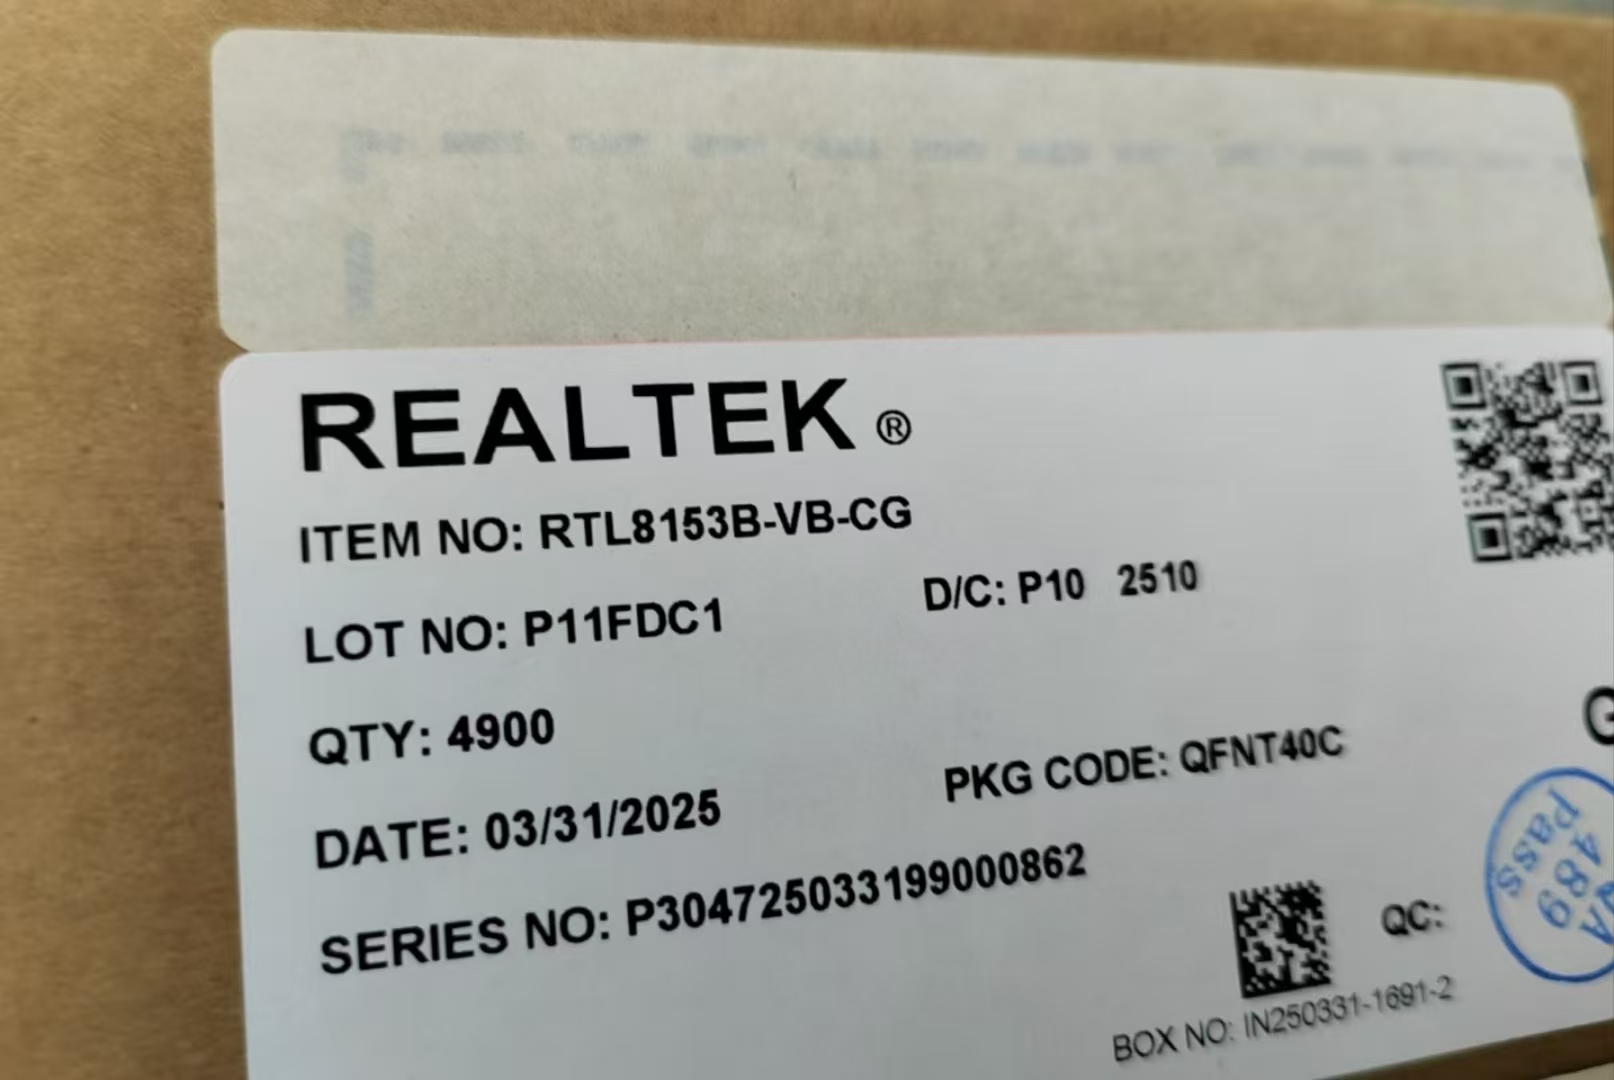 REALTEK ®
ITEM NO: RTL8153B-VB-CG
LOT NO: P11FDC1
D/C: P10 2510
QTY: 4900
G
DATE: 03/31/2025
PKG CODE: QFNT40C
SERIES NO: P304725033199000862
QC:
489
Pass
BOX NO: IN250331-1691-2